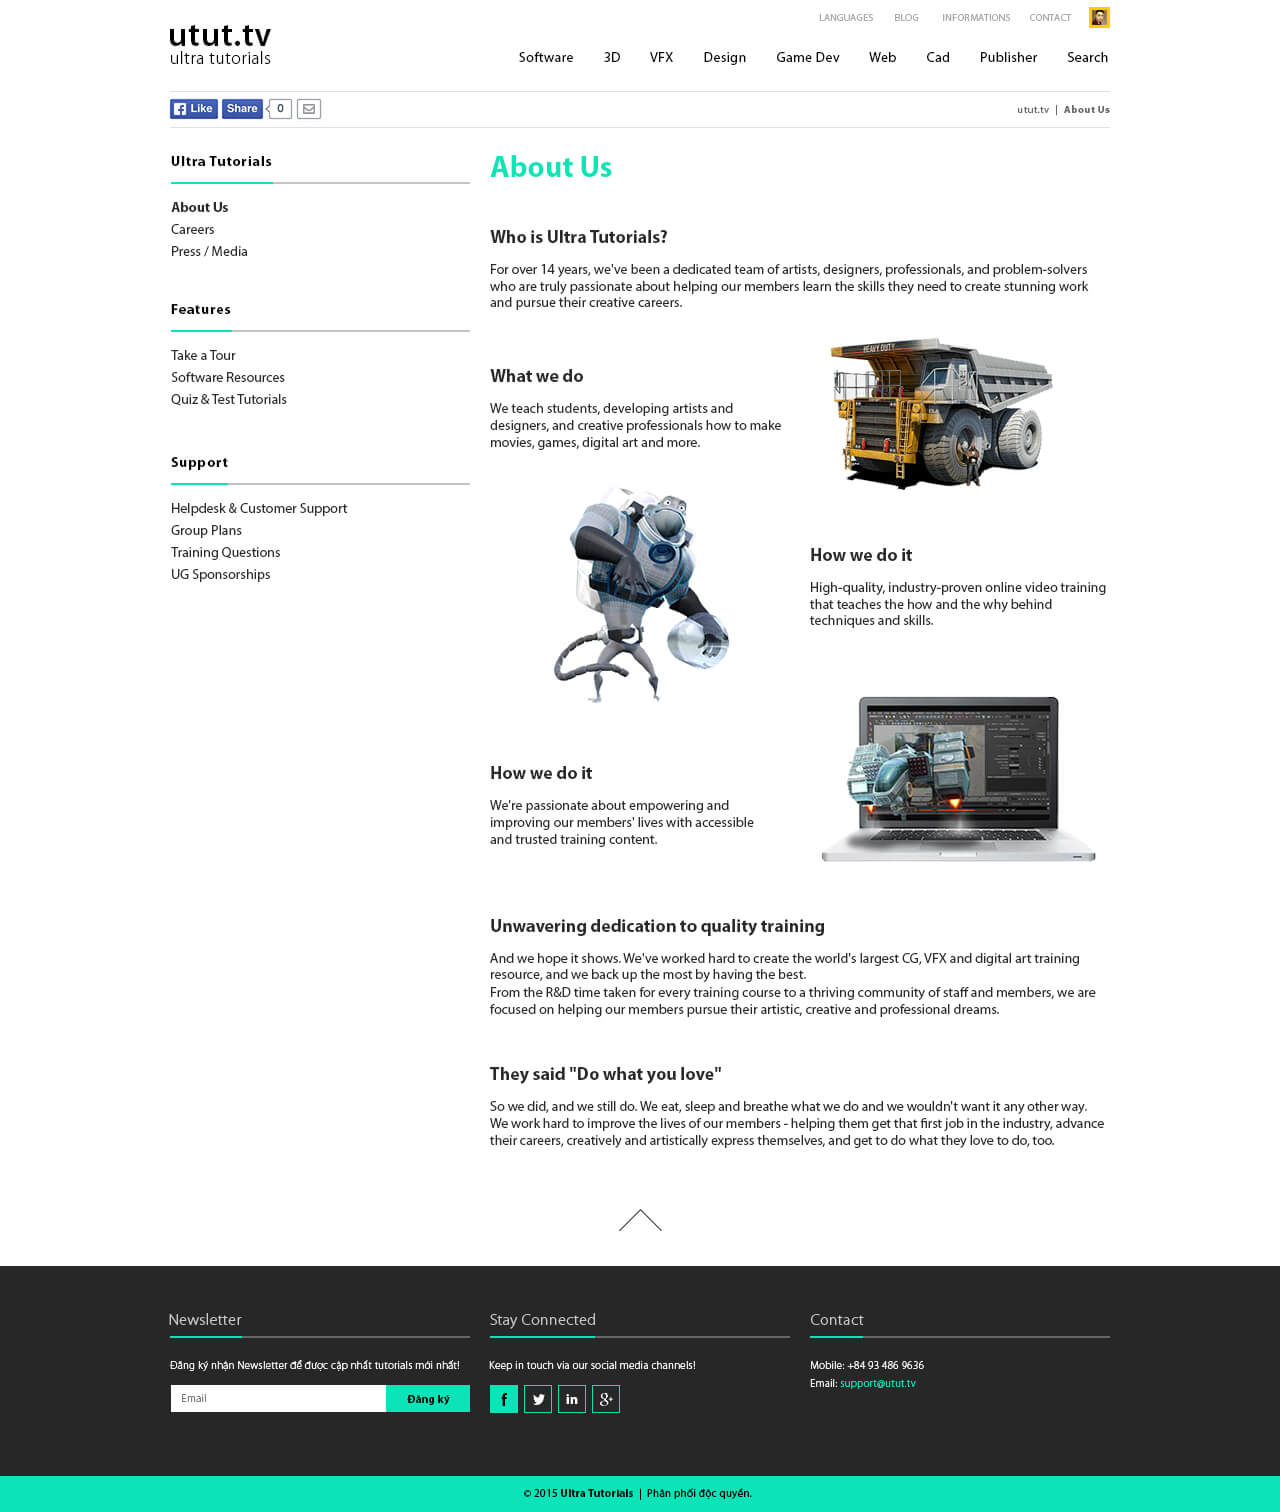 LANGUAGES BLOG INFORMATIONS CONTACT
utut.tv
ultra tutorials
Software 3D VFX Design Game Dev Web Cad Publisher Search
Like Share 0
utut.tv | About Us
Ultra Tutorials
About Us
Careers
Press / Media
Features
Take a Tour
Software Resources
Quiz & Test Tutorials
Support
Helpdesk & Customer Support
Group Plans
Training Questions
UG Sponsorships
About Us
Who is Ultra Tutorials?
For over 14 years, we've been a dedicated team of artists, designers, professionals, and problem-solvers
who are truly passionate about helping our members learn the skills they need to create stunning work
and pursue their creative careers.
HEAVY DUTY
What we do
We teach students, developing artists and
designers, and creative professionals how to make
movies, games, digital art and more.
How we do it
High-quality, industry-proven online video training
that teaches the how and the why behind
techniques and skills.
How we do it
We're passionate about empowering and
improving our members' lives with accessible
and trusted training content.
Unwavering dedication to quality training
And we hope it shows. We've worked hard to create the world's largest CG, VFX and digital art training
resource, and we back up the most by having the best.
From the R&D time taken for every training course to a thriving community of staff and members, we are
focused on helping our members pursue their artistic, creative and professional dreams.
They said "Do what you love"
So we did, and we still do. We eat, sleep and breathe what we do and we wouldn't want it any other way.
We work hard to improve the lives of our members - helping them get that first job in the industry, advance
their careers, creatively and artistically express themselves, and get to do what they love to do, too.
Newsletter
Đăng ký nhận Newsletter để được cập nhất tutorials mới nhất!
Email Đăng ký
Stay Connected
Keep in touch via our social media channels!
Contact
Mobile: +84 93 486 9636
Email: support@utut.tv
© 2015 Ultra Tutorials | Phân phối độc quyền.